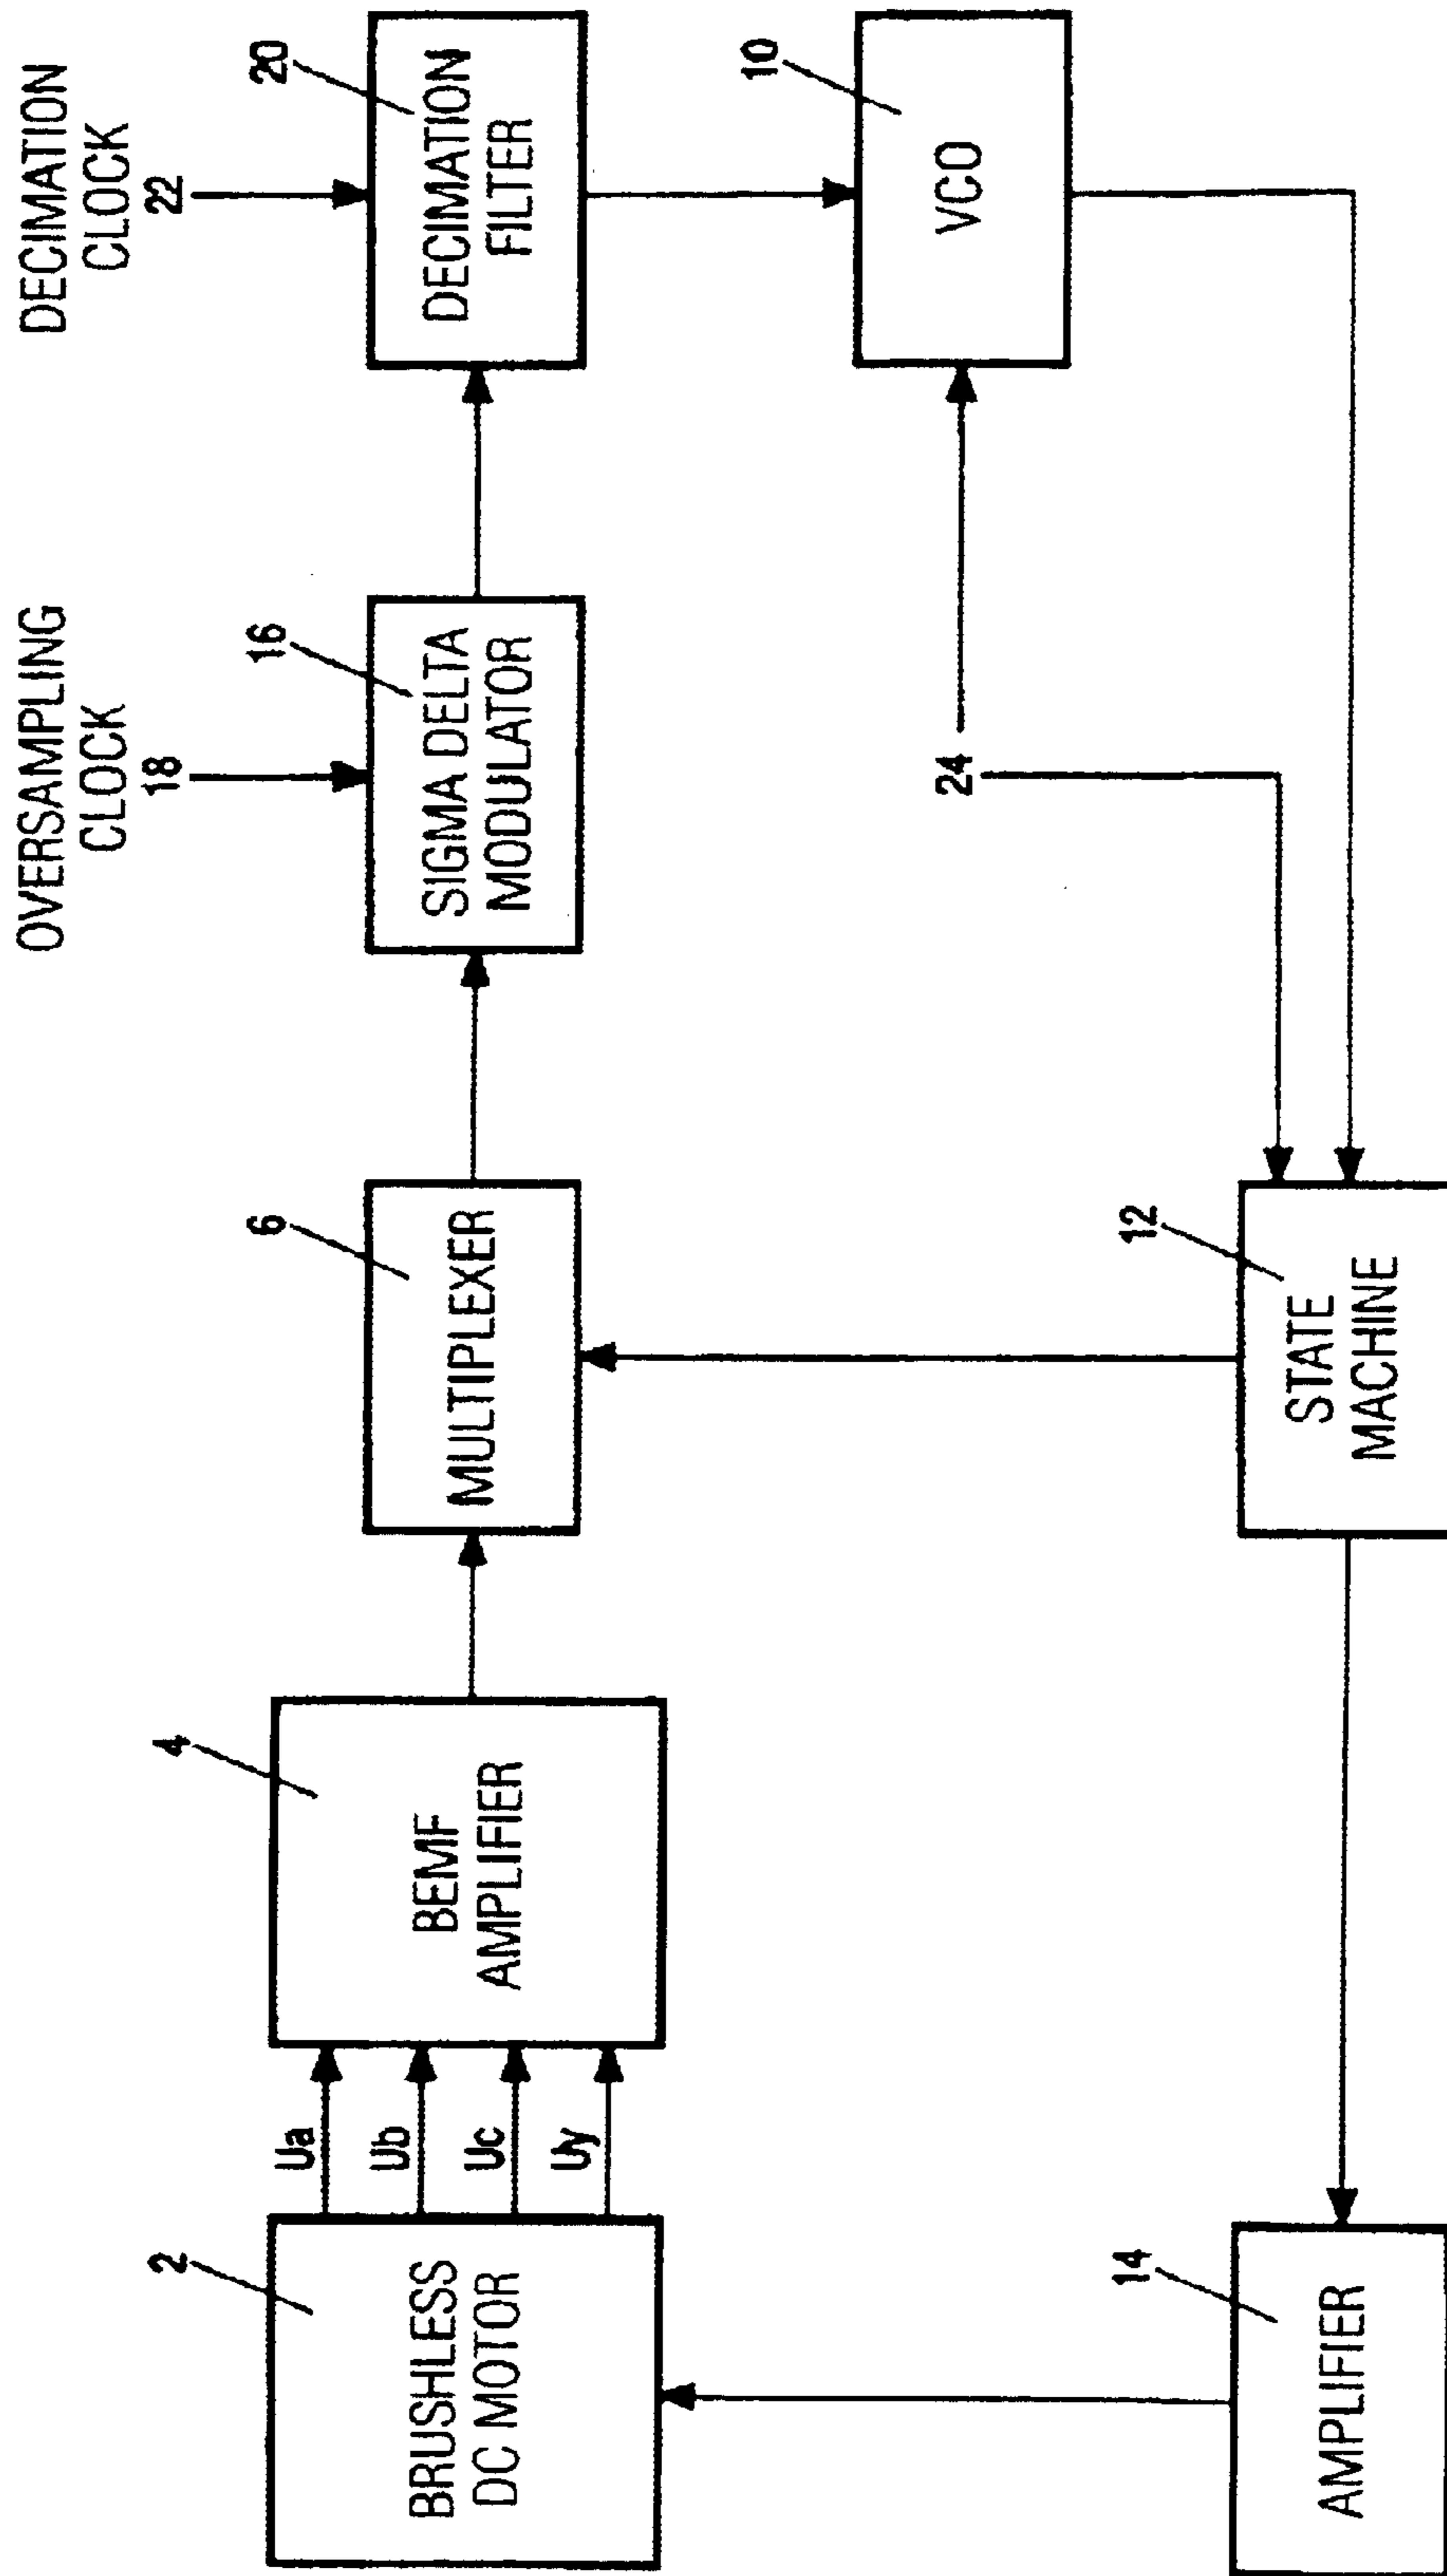 OVERSAMPLING
CLOCK
18
DECIMATION
CLOCK
22
2
BRUSHLESS
DC MOTOR
Ua
Ub
Uc
Uy
4
BEMF
AMPLIFIER
6
MULTIPLEXER
16
SIGMA DELTA
MODULATOR
20
DECIMATION
FILTER
24
10
VCO
14
AMPLIFIER
12
STATE
MACHINE